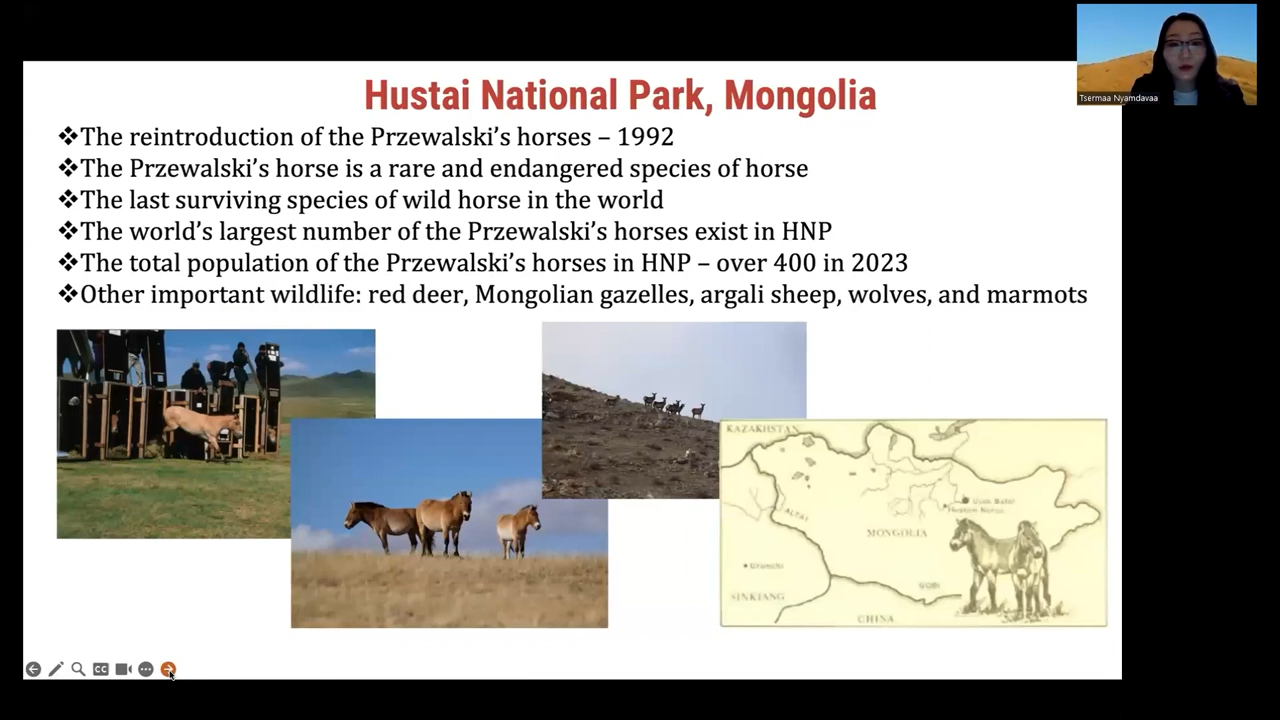 Hustai National Park, Mongolia
❖The reintroduction of the Przewalski’s horses – 1992
❖The Przewalski’s horse is a rare and endangered species of horse
❖The last surviving species of wild horse in the world
❖The world’s largest number of the Przewalski’s horses exist in HNP
❖The total population of the Przewalski’s horses in HNP – over 400 in 2023
❖Other important wildlife: red deer, Mongolian gazelles, argali sheep, wolves, and marmots
Tsermaa Nyamdavaa
KAZAKHSTAN
ALTAI
MONGOLIA
Urumchi
GOBI
SINKIANG
CHINA
CC